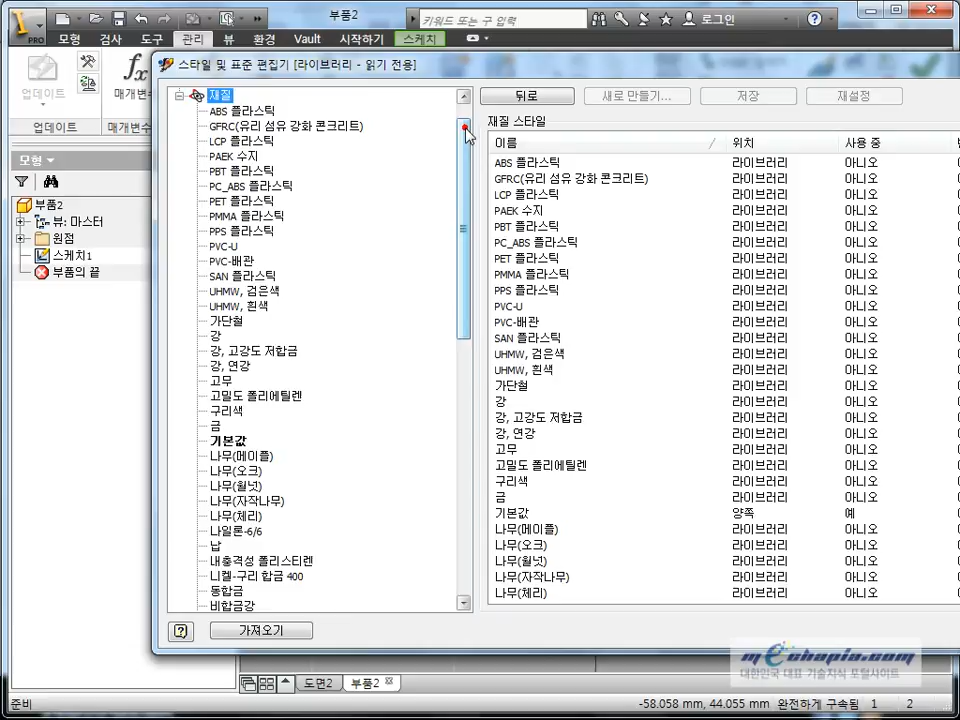 부품2
키워드 또는 구 입력
로그인
PRO
모형 검사 도구 관리 뷰 환경 Vault 시작하기 스케치
업데이트
매개변수
업데이트
매개변수
스타일 및 표준 편집기 [라이브러리 - 읽기 전용]
모형
부품2
뷰: 마스터
원점
스케치1
부품의 끝
재질
ABS 플라스틱
GFRC(유리 섬유 강화 콘크리트)
LCP 플라스틱
PAEK 수지
PBT 플라스틱
PC_ABS 플라스틱
PET 플라스틱
PMMA 플라스틱
PPS 플라스틱
PVC-U
PVC-배관
SAN 플라스틱
UHMW, 검은색
UHMW, 흰색
가단철
강
강, 고강도 저합금
강, 연강
고무
고밀도 폴리에틸렌
구리색
금
기본값
나무(메이플)
나무(오크)
나무(월넛)
나무(자작나무)
나무(체리)
나일론-6/6
납
내충격성 폴리스티렌
니켈-구리 합금 400
동합금
비합금강
가져오기
뒤로 새로 만들기... 저장 재설정
재질 스타일
이름 / 위치 사용 중
ABS 플라스틱 라이브러리 아니오
GFRC(유리 섬유 강화 콘크리트) 라이브러리 아니오
LCP 플라스틱 라이브러리 아니오
PAEK 수지 라이브러리 아니오
PBT 플라스틱 라이브러리 아니오
PC_ABS 플라스틱 라이브러리 아니오
PET 플라스틱 라이브러리 아니오
PMMA 플라스틱 라이브러리 아니오
PPS 플라스틱 라이브러리 아니오
PVC-U 라이브러리 아니오
PVC-배관 라이브러리 아니오
SAN 플라스틱 라이브러리 아니오
UHMW, 검은색 라이브러리 아니오
UHMW, 흰색 라이브러리 아니오
가단철 라이브러리 아니오
강 라이브러리 아니오
강, 고강도 저합금 라이브러리 아니오
강, 연강 라이브러리 아니오
고무 라이브러리 아니오
고밀도 폴리에틸렌 라이브러리 아니오
구리색 라이브러리 아니오
금 라이브러리 아니오
기본값 양쪽 예
나무(메이플) 라이브러리 아니오
나무(오크) 라이브러리 아니오
나무(월넛) 라이브러리 아니오
나무(자작나무) 라이브러리 아니오
나무(체리) 라이브러리 아니오
mechapia.com
대한민국 대표 기술지식 포털사이트
도면2 부품2
준비
-58.058 mm, 44.055 mm 완전하게 구속됨 1 2